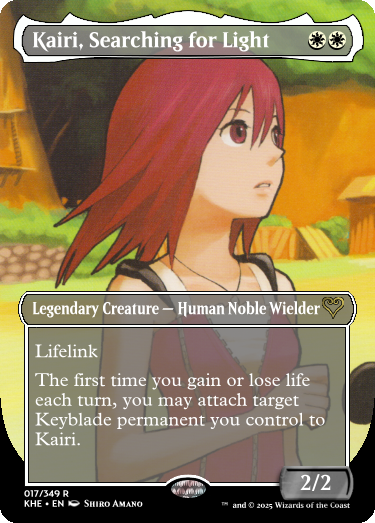 Kairi, Searching for Light
Legendary Creature — Human Noble Wielder
Lifelink
The first time you gain or lose life
each turn, you may attach target
Keyblade permanent you control to
Kairi.
2/2
017/349 R
KHE • EN Shiro Amano
™ and © 2025 Wizards of the Coast